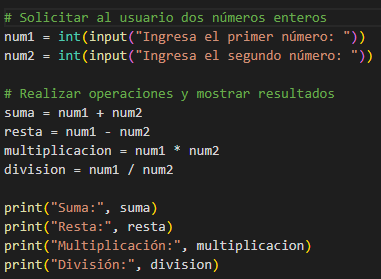 # Solicitar al usuario dos números enteros
num1 = int(input("Ingresa el primer número: "))
num2 = int(input("Ingresa el segundo número: "))
# Realizar operaciones y mostrar resultados
suma = num1 + num2
resta = num1 - num2
multiplicacion = num1 * num2
division = num1 / num2
print("Suma:", suma)
print("Resta:", resta)
print("Multiplicación:", multiplicacion)
print("División:", division)